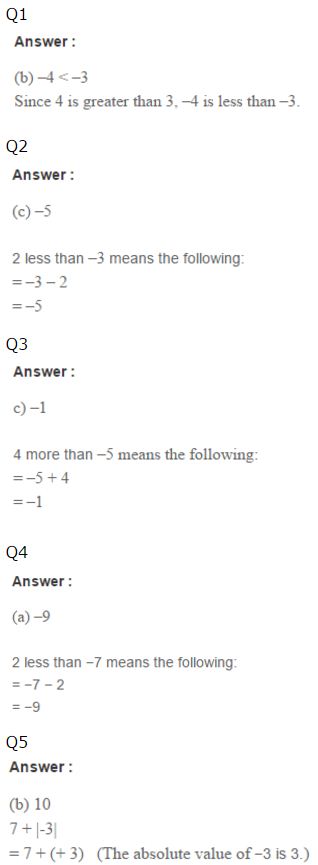 Q1
Answer :
(b) –4 < –3
Since 4 is greater than 3, –4 is less than –3.
Q2
Answer :
(c) –5
2 less than –3 means the following:
= –3 – 2
= –5
Q3
Answer :
c) –1
4 more than –5 means the following:
= –5 + 4
= –1
Q4
Answer :
(a) –9
2 less than –7 means the following:
= –7 – 2
= –9
Q5
Answer :
(b) 10
7 + |-3|
= 7 + (+ 3) (The absolute value of –3 is 3.)